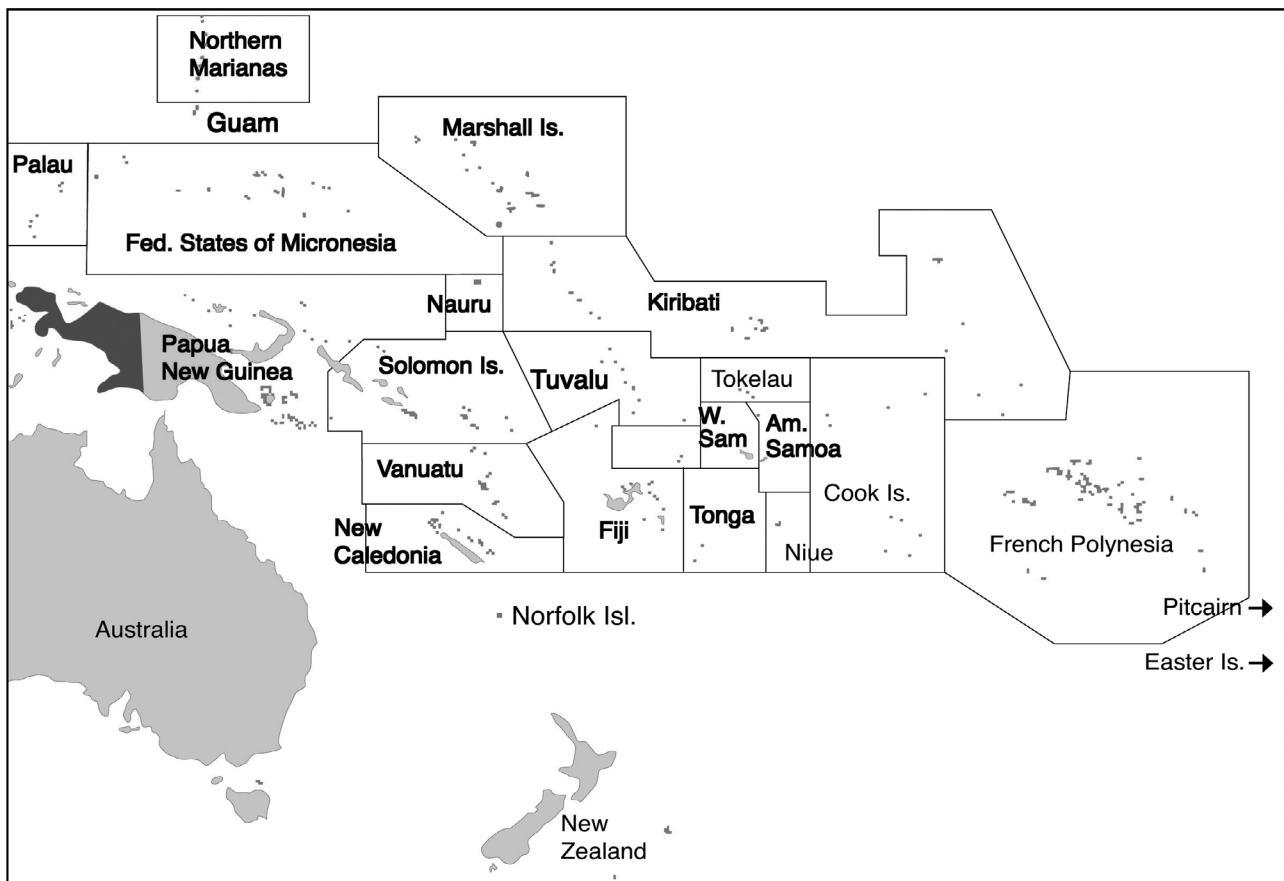 Northern
Marianas
Guam
Marshall Is.
Palau
Fed. States of Micronesia
Nauru
Kiribati
Papua
New Guinea
Solomon Is.
Tuvalu
Tokelau
W.
Sam
Am.
Samoa
Vanuatu
Cook Is.
New
Caledonia
Fiji
Tonga
Niue
French Polynesia
Pitcairn
Norfolk Isl.
Australia
Easter Is.
New
Zealand